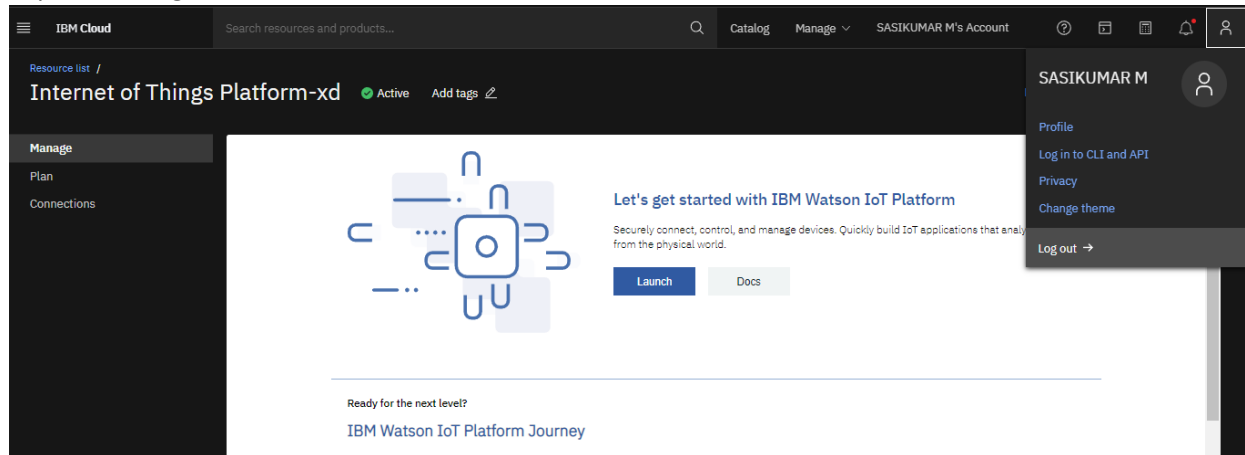 IBM Cloud
Search resources and products...
Catalog
Manage
SASIKUMAR M's Account
Resource list /
Internet of Things Platform-xd
Active
Add tags
SASIKUMAR M
Profile
Log in to CLI and API
Privacy
Change theme
Log out →
Manage
Plan
Connections
Let's get started with IBM Watson IoT Platform
Securely connect, control, and manage devices. Quickly build IoT applications that
from the physical world.
Launch
Docs
Ready for the next level?
IBM Watson IoT Platform Journey